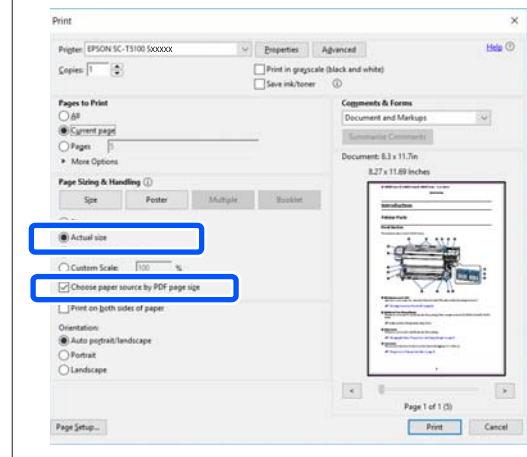 Print
Printer: EPSON SC-T5100 Sxxxxx
Properties
Advanced
Help
Copies: 1
Print in grayscale (black and white)
Save ink/toner
Pages to Print
All
Current page
Pages 5
More Options
Page Sizing & Handling
Size
Poster
Multiple
Booklet
Actual size
Custom Scale: 100 %
Choose paper source by PDF page size
Print on both sides of paper
Orientation:
Auto portrait/landscape
Portrait
Landscape
Comments & Forms
Document and Markups
Summarize Comments
Document: 8.3 x 11.7in
8.27 x 11.69 Inches
Introduction
Printer Parts
Page 1 of 1 (5)
Page Setup...
Print
Cancel